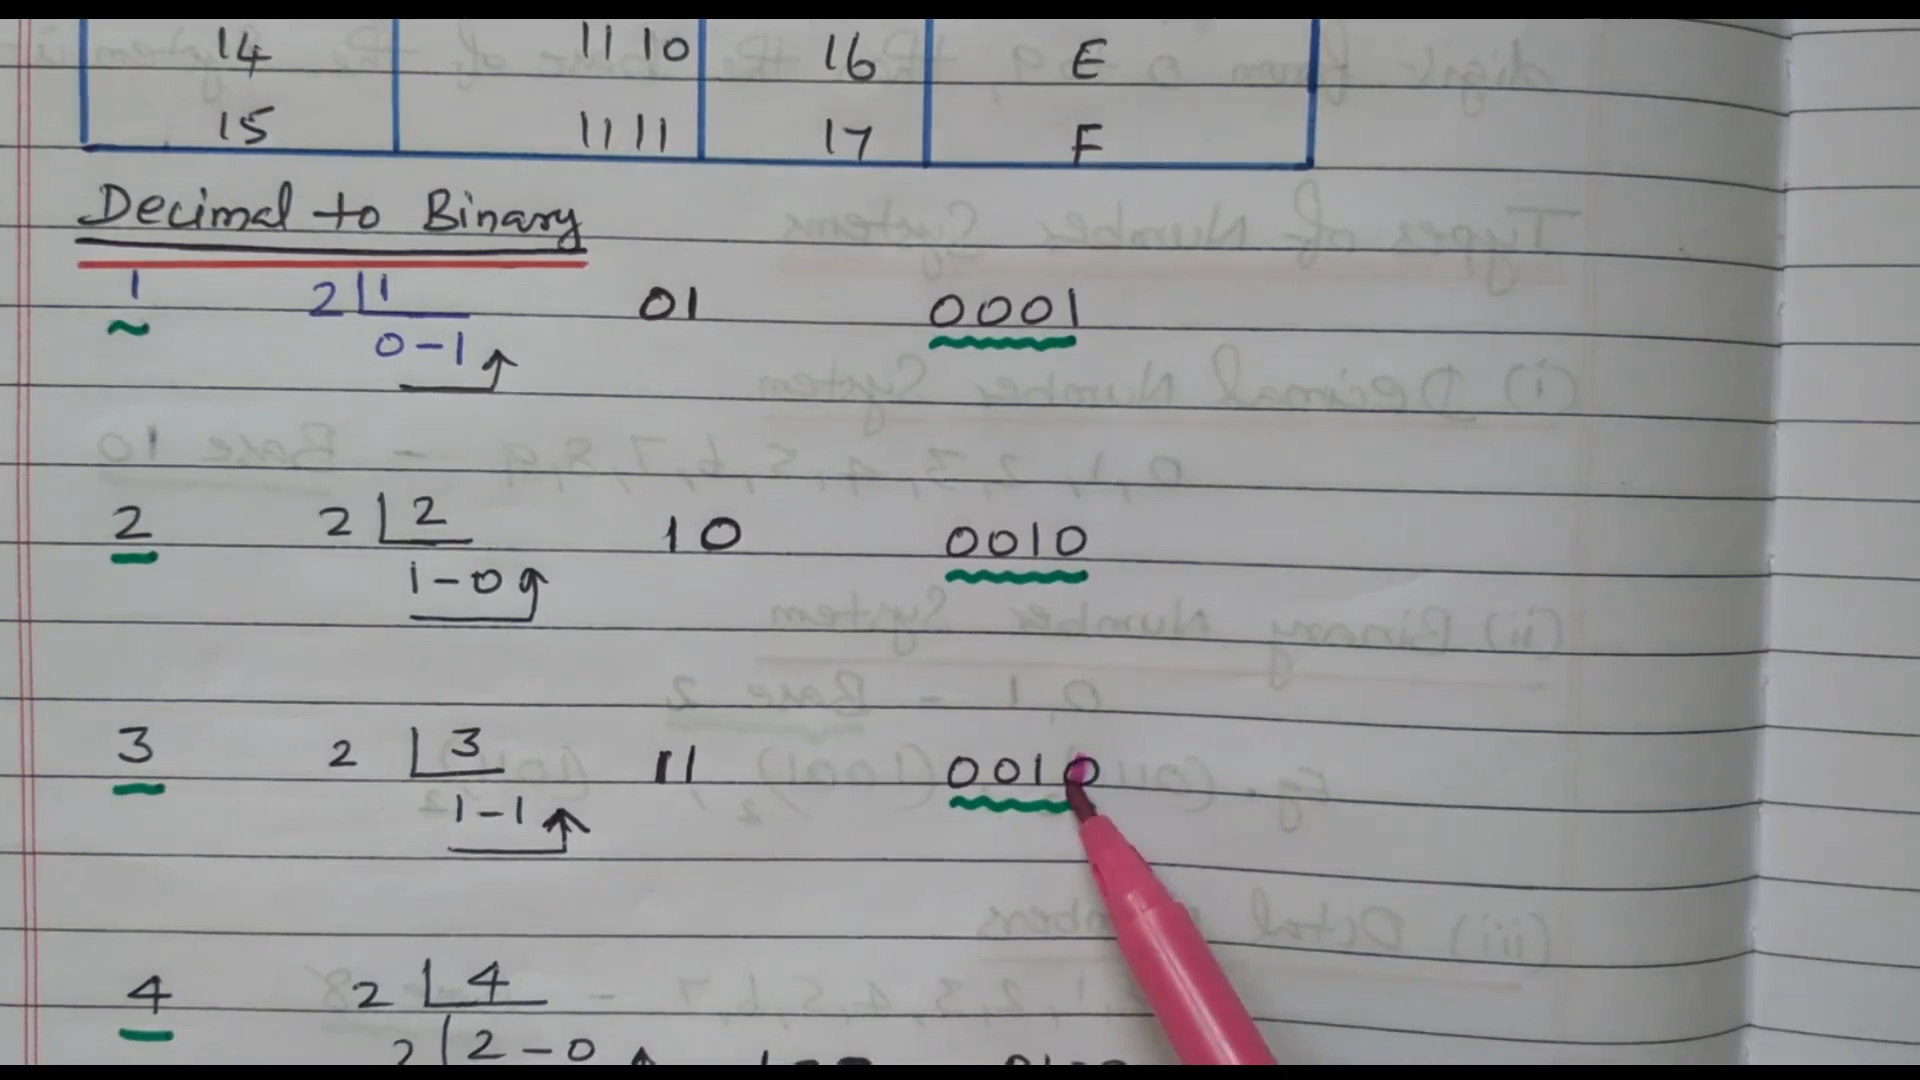 14 1110 16 E
15 1111 17 F
Decimal to Binary
1 2 1 01 0001
0-1
2 2 2 10 0010
1-0
3 2 3 11 0010
1-1
4 2 4
2 2-0